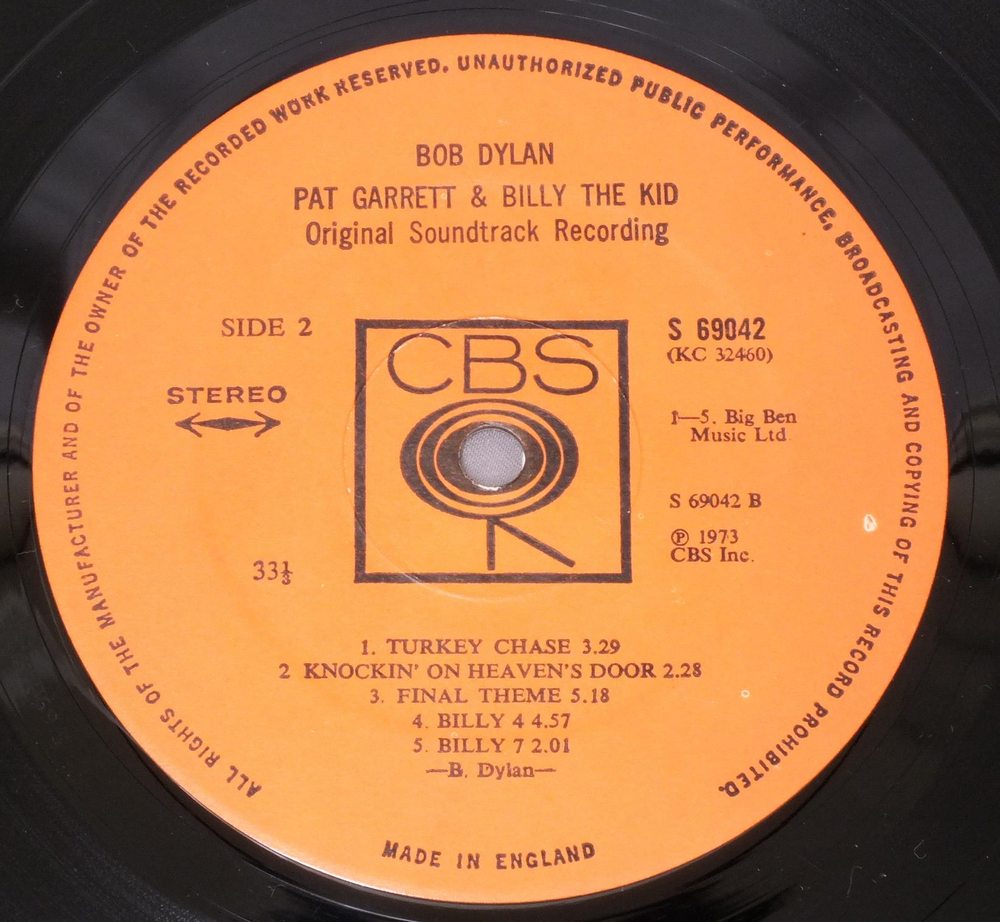 ALL RIGHTS OF THE MANUFACTURER AND OF THE OWNER OF THE RECORDED WORK RESERVED. UNAUTHORIZED PUBLIC PERFORMANCE, BROADCASTING AND COPYING OF THIS RECORD PROHIBITED.
BOB DYLAN
PAT GARRETT & BILLY THE KID
Original Soundtrack Recording
SIDE 2
STEREO
33⅓
CBS
S 69042
(KC 32460)
1—5. Big Ben
Music Ltd
S 69042 B
℗ 1973
CBS Inc.
1. TURKEY CHASE 3.29
2 KNOCKIN' ON HEAVEN'S DOOR 2.28
3. FINAL THEME 5.18
4. BILLY 4 4.57
5. BILLY 7 2.01
—B. Dylan—
MADE IN ENGLAND